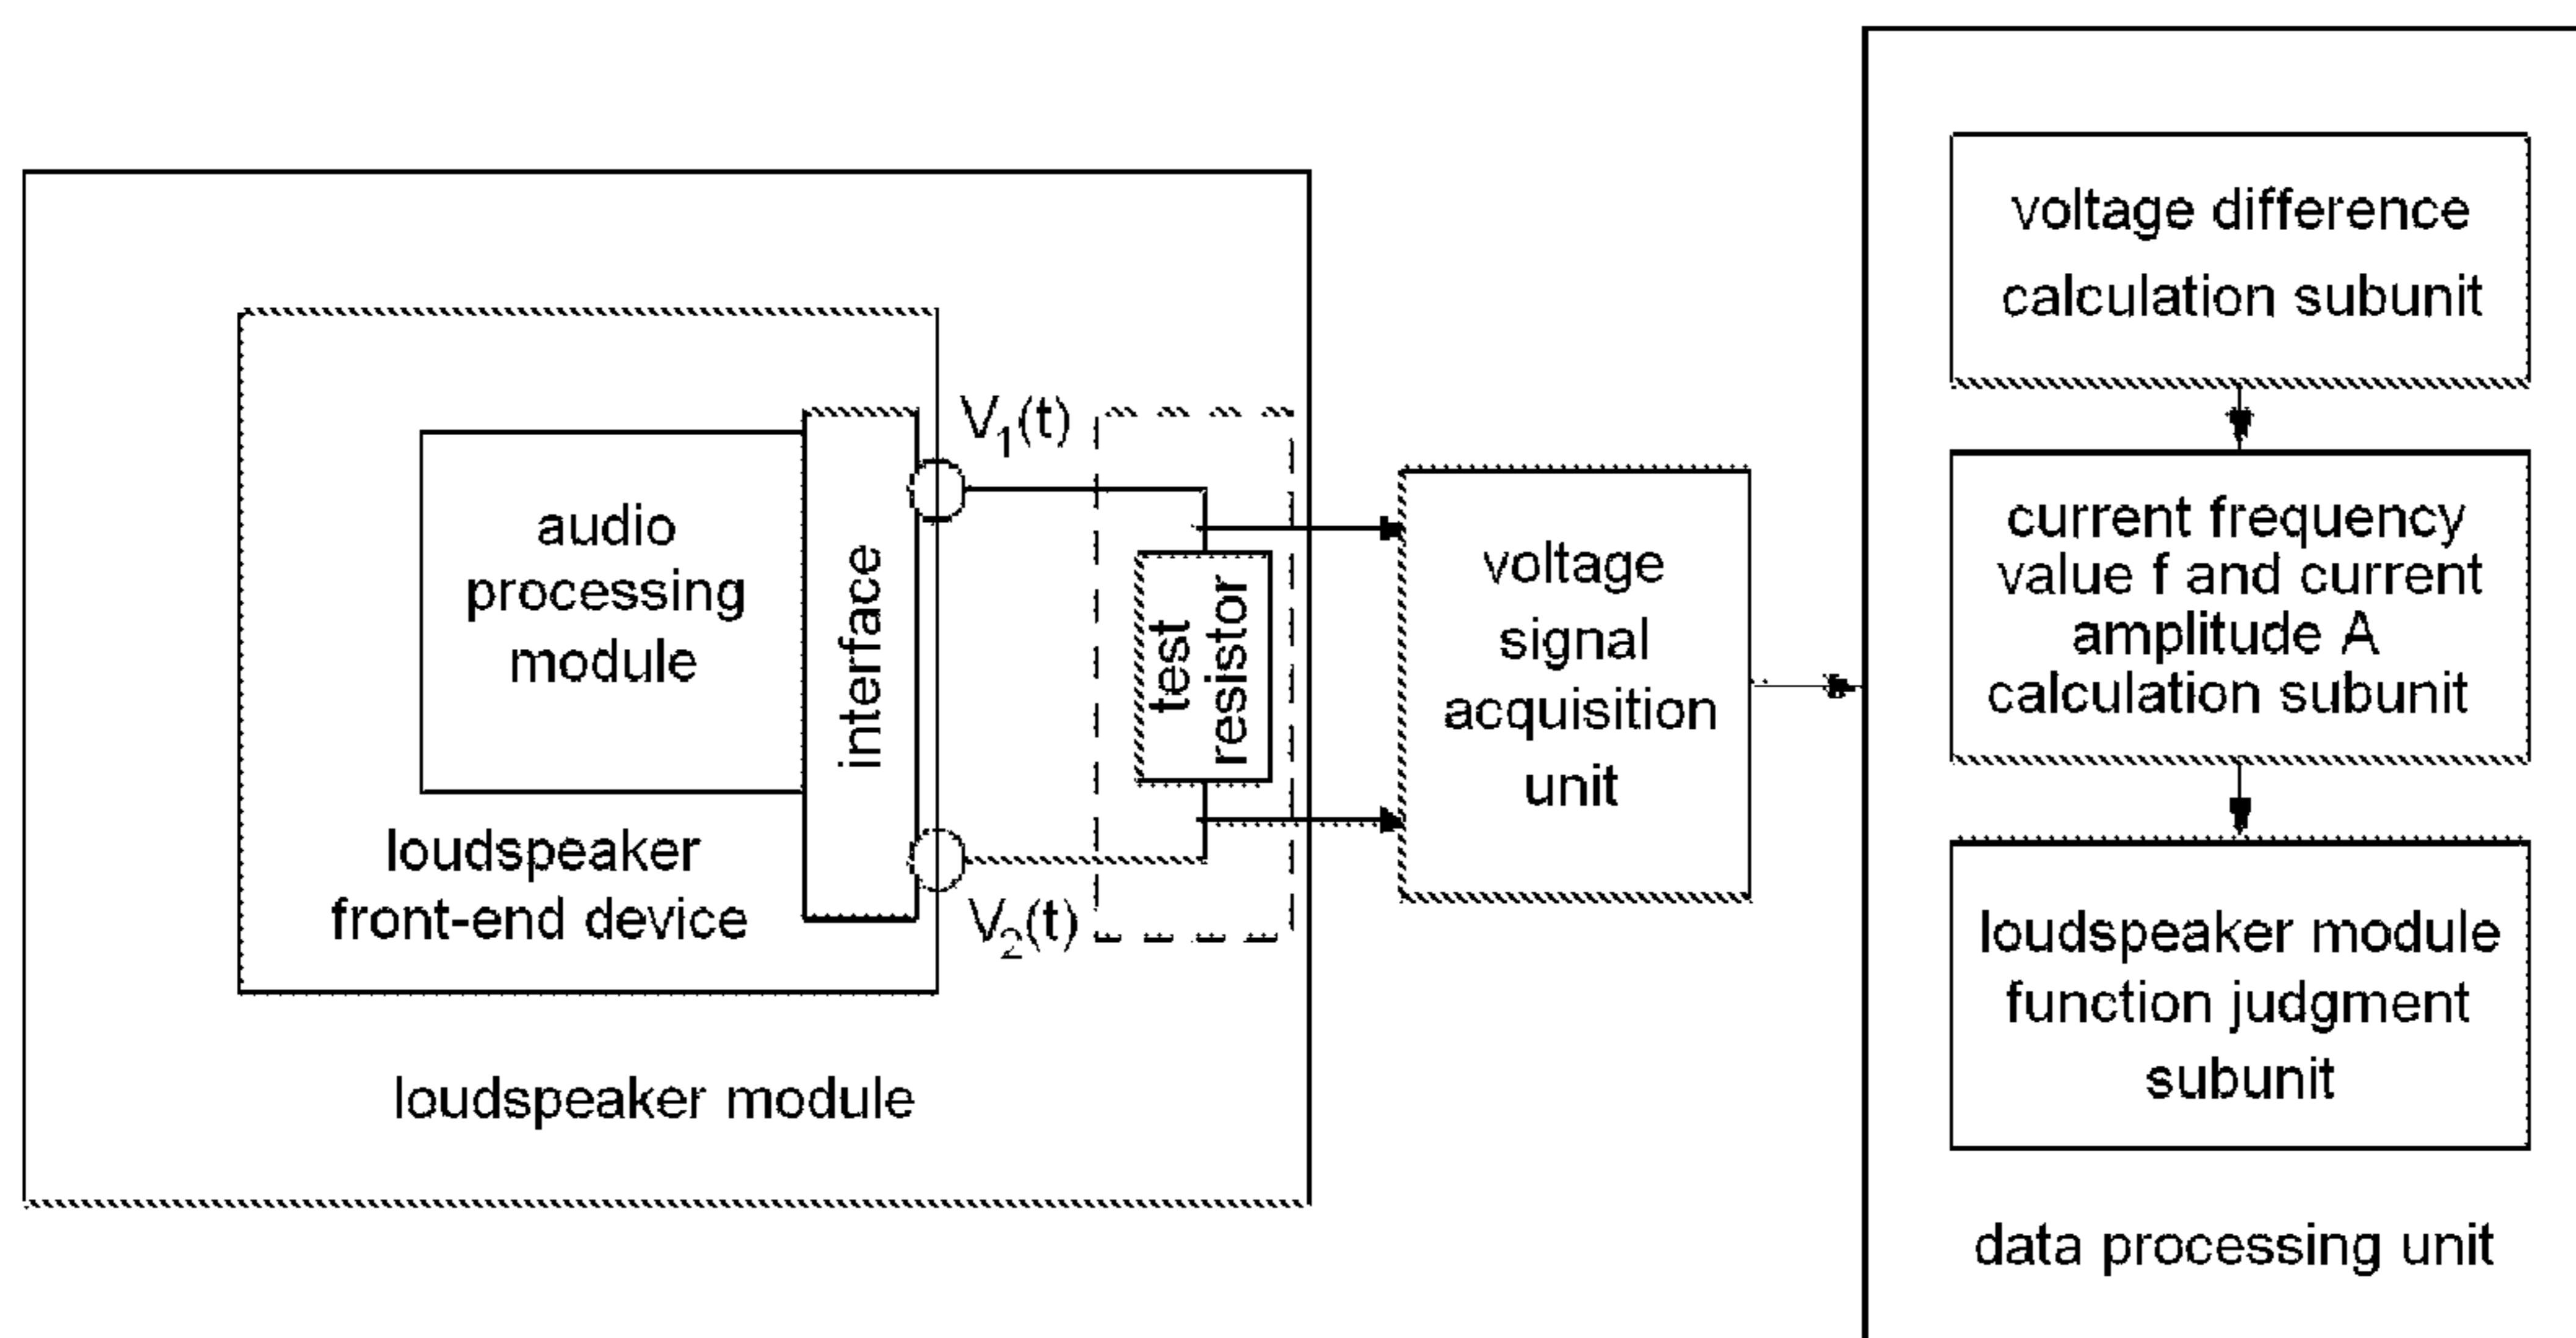 audio
processing
module
interface
loudspeaker
front-end device
loudspeaker module
V1(t)
V2(t)
test
resistor
voltage
signal
acquisition
unit
voltage difference
calculation subunit
current frequency
value f and current
amplitude A
calculation subunit
loudspeaker module
function judgment
subunit
data processing unit